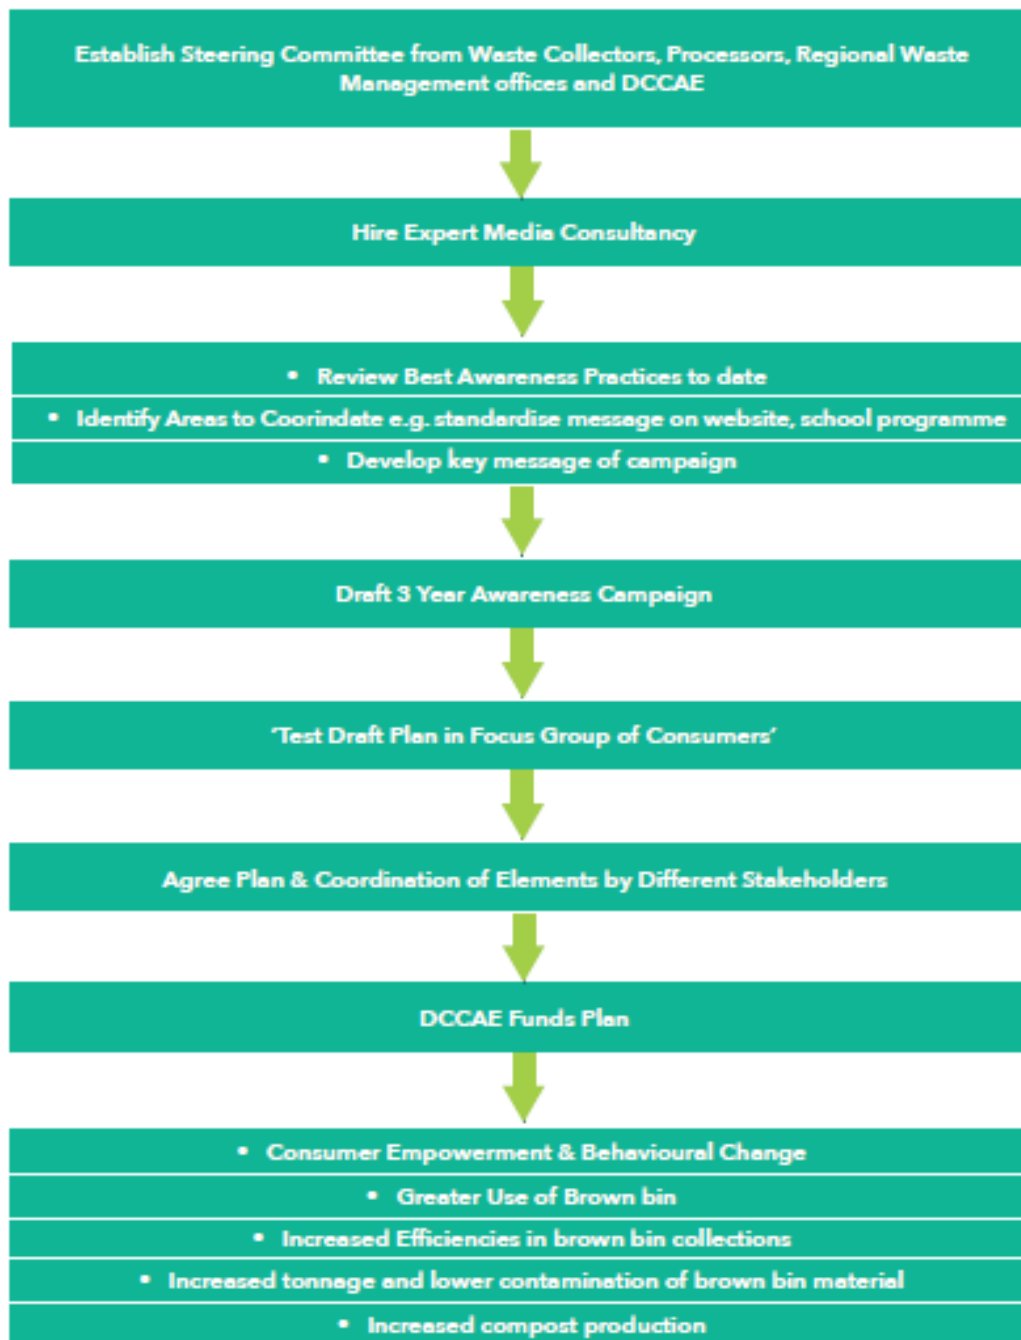 Establish Steering Committee from Waste Collectors, Processors, Regional Waste
Management offices and DCCAE
Hire Expert Media Consultancy
• Review Best Awareness Practices to date
• Identify Areas to Coorindate e.g. standardise message on website, school programme
• Develop key message of campaign
Draft 3 Year Awareness Campaign
‘Test Draft Plan in Focus Group of Consumers’
Agree Plan & Coordination of Elements by Different Stakeholders
DCCAE Funds Plan
• Consumer Empowerment & Behavioural Change
• Greater Use of Brown bin
• Increased Efficiencies in brown bin collections
• Increased tonnage and lower contamination of brown bin material
• Increased compost production